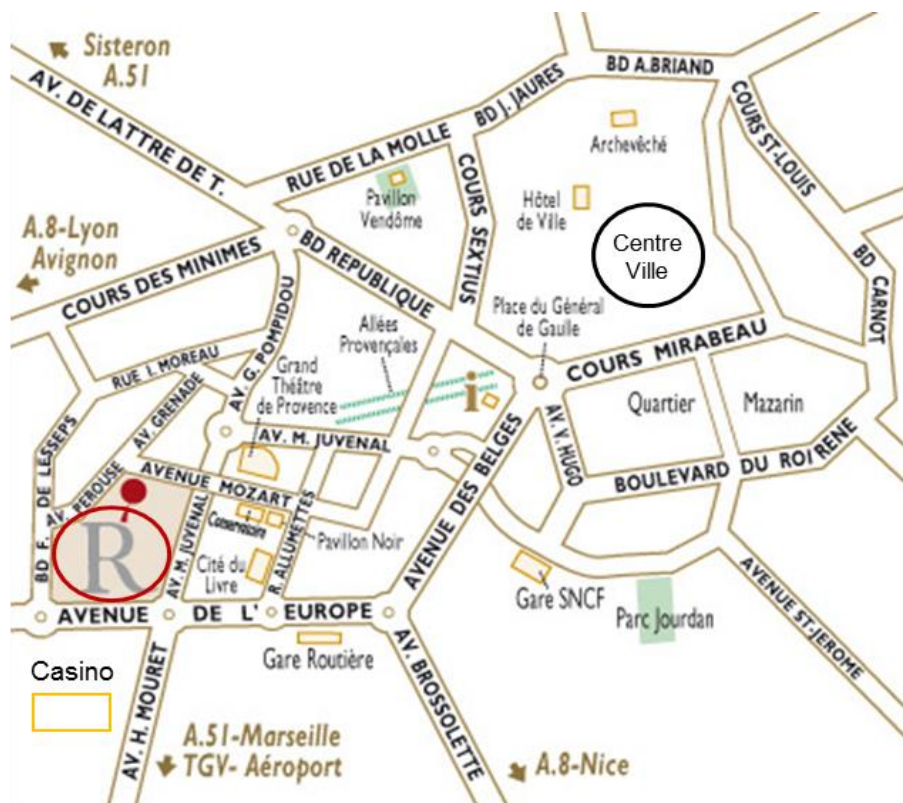 Sisteron
A.51
AV. DE LATTRE DE T.
RUE DE LA MOLLE
BD J. JAURES
BD A.BRIAND
COURS ST-LOUIS
Archevêché
Pavillon
Vendôme
COURS SEXTIUS
Hôtel
de Ville
Centre
Ville
A.8-Lyon
Avignon
COURS DES MINIMES
BD REPUBLIQUE
BD CARNOT
Place du Général
de Gaulle
Allées
Provençales
COURS MIRABEAU
RUE I. MOREAU
AV. G. POMPIDOU
Grand
Théâtre
de Provence
i
Quartier
Mazarin
AV. GRENADE
AV. M. JUVENAL
AV. V. HUGO
BD F. DE LESSEPS
AV. PEROUSE
AVENUE MOZART
AVENUE DES BELGES
BOULEVARD DU ROI RENE
R
Conservatoire
Pavillon Noir
AV. M. JUVENAL
Cité du
Livre
R. ALLUMETTES
Gare SNCF
Parc Jourdan
AVENUE ST-JEROME
AVENUE DE L' EUROPE
Gare Routière
Casino
AV. H. MOURET
AV. BROSSOLETTE
A.51-Marseille
TGV- Aéroport
A.8-Nice